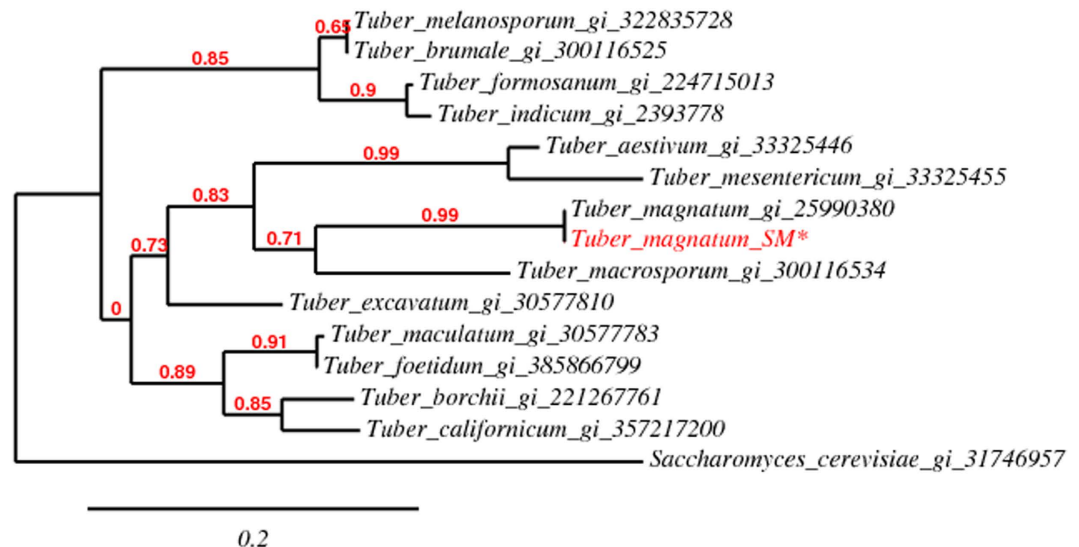 Tuber_melanosporum_gi_322835728
0.65
Tuber_brumale_gi_300116525
0.85
Tuber_formosanum_gi_224715013
0.9
Tuber_indicum_gi_2393778
Tuber_aestivum_gi_33325446
0.99
Tuber_mesentericum_gi_33325455
0.83
Tuber_magnatum_gi_25990380
0.99
0.71
Tuber_magnatum_SM*
0.73
Tuber_macrosporum_gi_300116534
Tuber_excavatum_gi_30577810
0
Tuber_maculatum_gi_30577783
0.91
Tuber_foetidum_gi_385866799
0.89
Tuber_borchii_gi_221267761
0.85
Tuber_californicum_gi_357217200
Saccharomyces_cerevisiae_gi_31746957
0.2